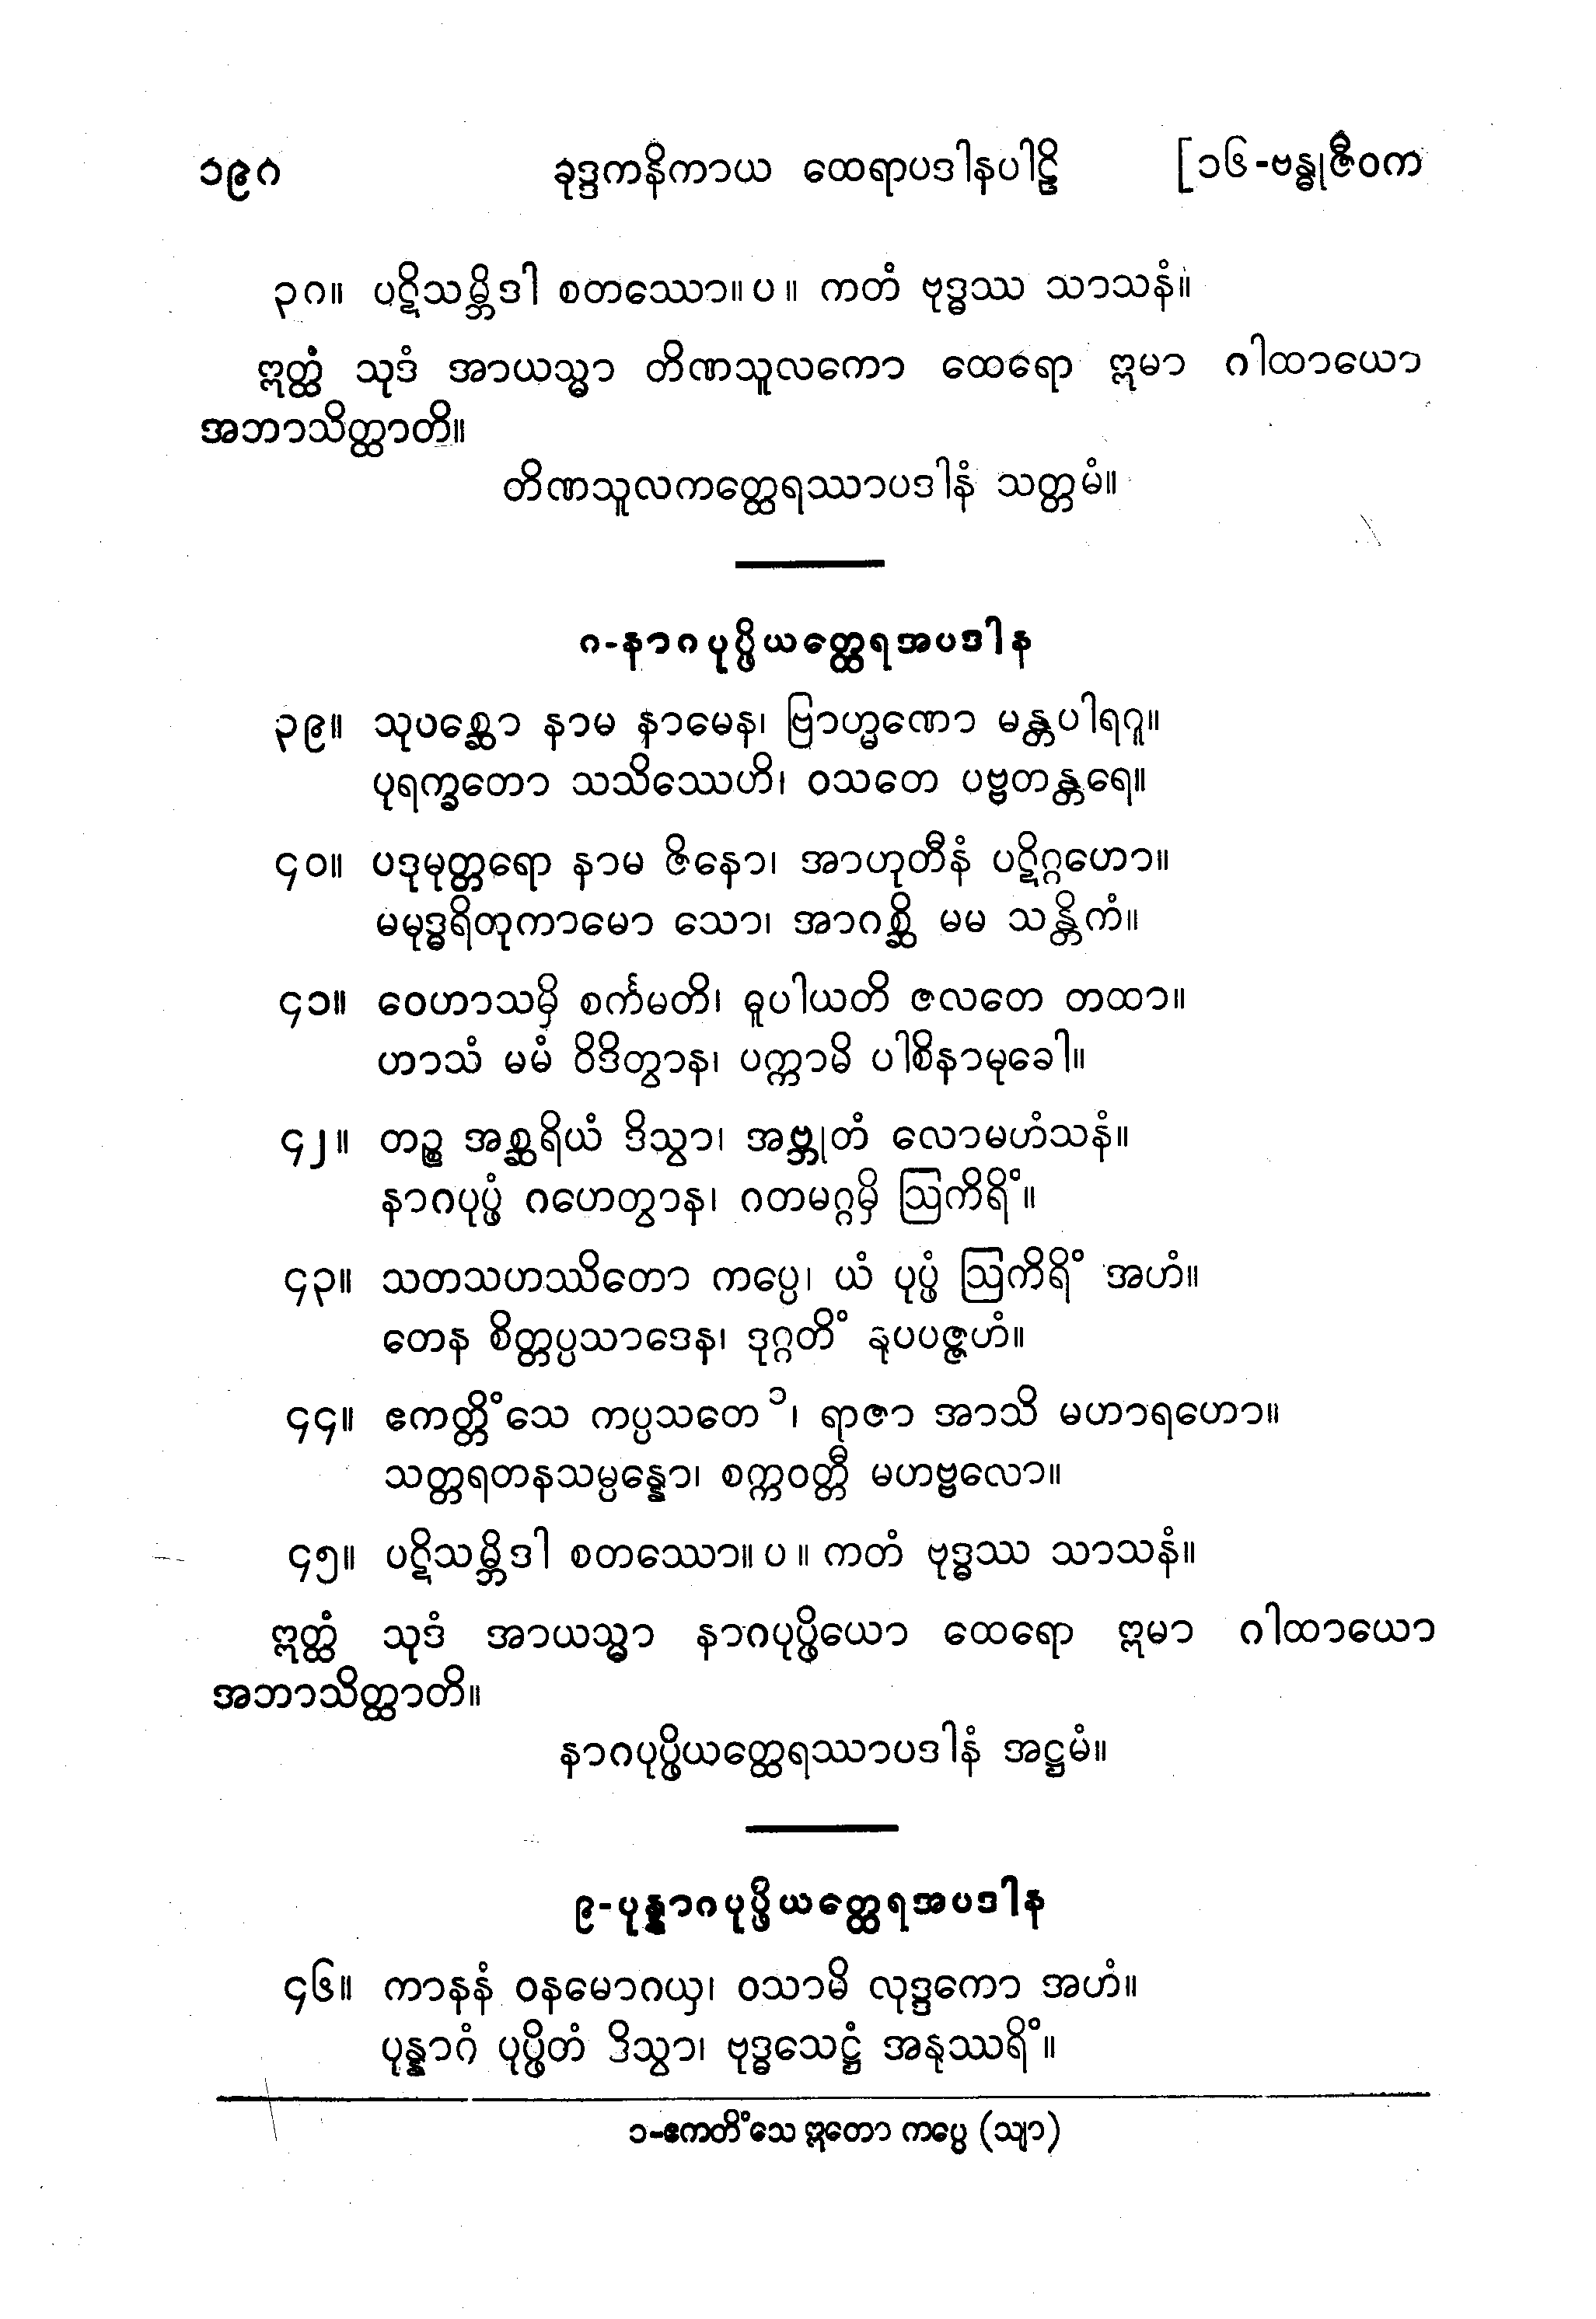 ၁၉၈ ခုဒ္ဒကနိကာယ ထေရာပဒါနပါဠိ [၁၆-ဗန္ဓုဇီဝက
၃၈။ ပဋိသမ္ဘိဒါ စတဿော။ပ။ ကတံ ဗုဒ္ဓဿ သာသနံ။
ဣတ္ထံ သုဒံ အာယသ္မာ တိဏသူလကော ထေရော ဣမာ ဂါထာယော
အဘာသိတ္ထာတိ။
တိဏသူလကတ္ထေရဿာပဒါနံ သတ္တမံ။
၈-နာဂပုပ္ဖိယတ္ထေရအပဒါန
၃၉။ သုဝစ္ဆော နာမ နာမေန၊ ဗြာဟ္မဏော မန္တပါရဂူ။
ပုရက္ခတော သသိဿေဟိ၊ ဝသတေ ပဗ္ဗတန္တရေ။
၄၀။ ပဒုမုတ္တရော နာမ ဇိနော၊ အာဟုတီနံ ပဋိဂ္ဂဟော။
မမုဒ္ဓရိတုကာမော သော၊ အာဂစ္ဆိ မမ သန္တိကံ။
၄၁။ ဝေဟာသမှိ စင်္ကမတိ၊ ဓူပါယတိ ဇလတေ တထာ။
ဟာသံ မမံ ဝိဒိတွာန၊ ပက္ကာမိ ပါစိနာမုခေါ။
၄၂။ တဉ္စ အစ္ဆရိယံ ဒိသွာ၊ အဗ္ဘုတံ လောမဟံသနံ။
နာဂပုပ္ဖံ ဂဟေတွာန၊ ဂတမဂ္ဂမှိ ဩကိရိံ။
၄၃။ သတသဟဿိတော ကပ္ပေ၊ ယံ ပုပ္ဖံ ဩကိရိံ အဟံ။
တေန စိတ္တပ္ပသာဒေန၊ ဒုဂ္ဂတိံ နုပပဇ္ဇဟံ။
၄၄။ ဧကတ္တိံသေ ကပ္ပသတေ ၁၊ ရာဇာ အာသိ မဟာရဟော။
သတ္တရတနသမ္ပန္နော၊ စက္ကဝတ္တီ မဟဗ္ဗလော။
၄၅။ ပဋိသမ္ဘိဒါ စတဿော။ပ။ ကတံ ဗုဒ္ဓဿ သာသနံ။
ဣတ္ထံ သုဒံ အာယသ္မာ နာဂပုပ္ဖိယော ထေရော ဣမာ ဂါထာယော
အဘာသိတ္ထာတိ။
နာဂပုပ္ဖိယတ္ထေရဿာပဒါနံ အဋ္ဌမံ။
၉-ပုန္နာဂပုပ္ဖိယတ္ထေရအပဒါန
၄၆။ ကာနနံ ဝနမောဂယှ၊ ဝသာမိ လုဒ္ဒကော အဟံ။
ပုန္နာဂံ ပုပ္ဖိတံ ဒိသွာ၊ ဗုဒ္ဓသေဋ္ဌံ အနုဿရိံ။
၁-ဧကတိံသေ ဣတော ကပ္ပေ (သျာ)